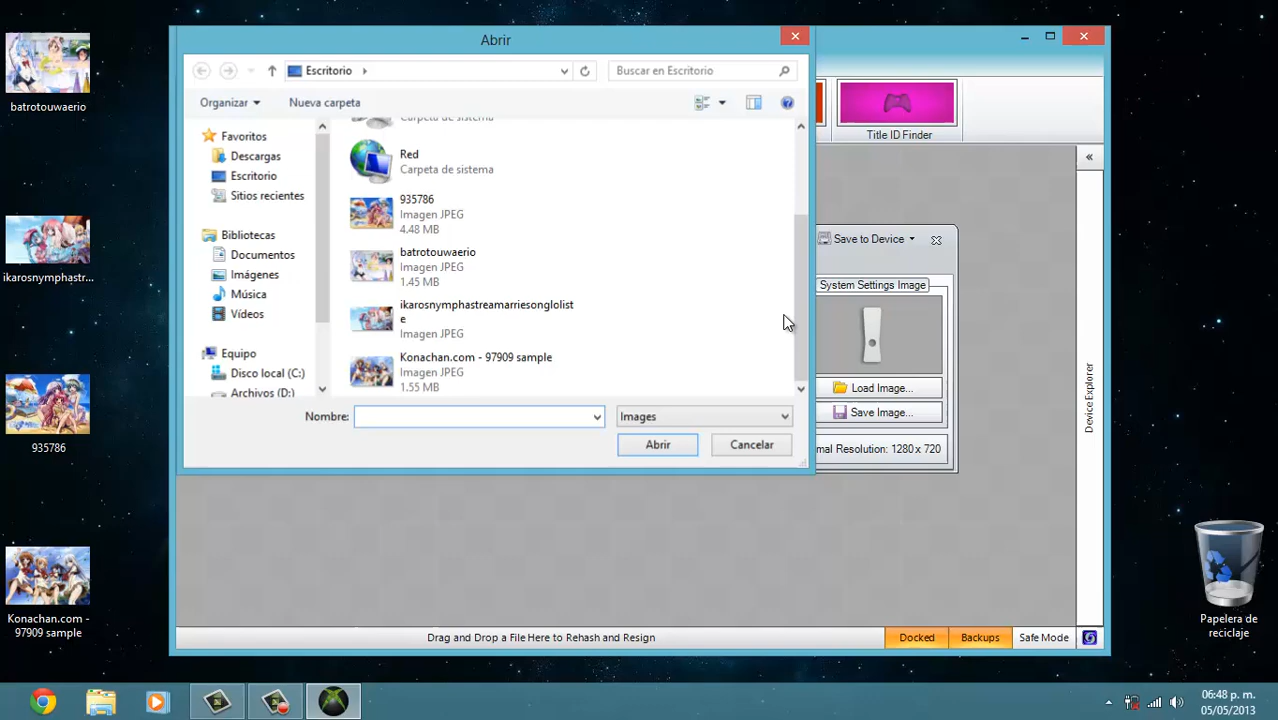 Abrir
Escritorio
Buscar en Escritorio
Organizar
Nueva carpeta
Title ID Finder
batrotouwaerio
Favoritos
Descargas
Escritorio
Sitios recientes
Bibliotecas
Documentos
Imágenes
Música
Vídeos
Equipo
Disco local (C:)
Archivos (D:)
Carpeta de sistema
Red
Carpeta de sistema
935786
Imagen JPEG
4.48 MB
batrotouwaerio
Imagen JPEG
1.45 MB
ikarosnymphastreamarriesonglolist
e
Imagen JPEG
Konachan.com - 97909 sample
Imagen JPEG
1.55 MB
Nombre:
Images
Abrir
Cancelar
Save to Device
System Settings Image
Load Image...
Save Image...
mal Resolution: 1280 x 720
Device Explorer
ikarosnymphastr...
935786
Konachan.com -
97909 sample
Papelera de
reciclaje
Drag and Drop a File Here to Rehash and Resign
Docked
Backups
Safe Mode
06:48 p. m.
05/05/2013